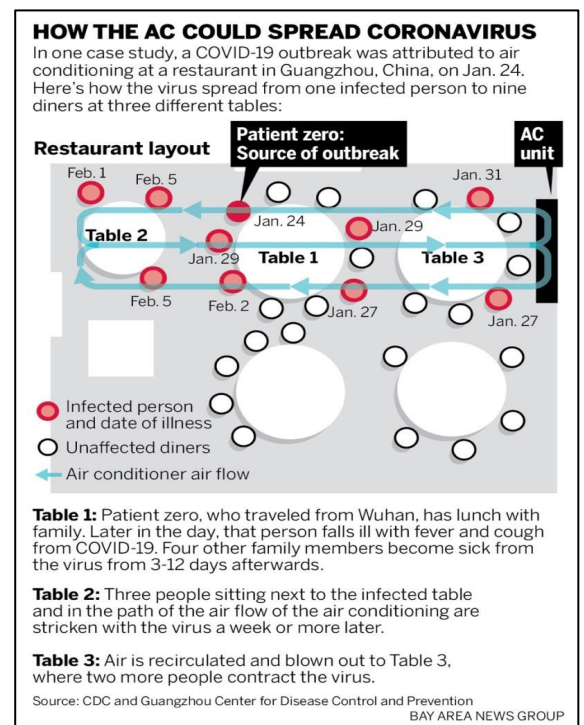 HOW THE AC COULD SPREAD CORONAVIRUS
In one case study, a COVID-19 outbreak was attributed to air
conditioning at a restaurant in Guangzhou, China, on Jan. 24.
Here's how the virus spread from one infected person to nine
diners at three different tables:
Restaurant layout
Patient zero:
Source of outbreak
AC
unit
Feb. 1
Feb. 5
Jan. 24
Jan. 31
Table 2
Jan. 29
Table 1
Jan. 29
Table 3
Feb. 5
Feb. 2
Jan. 27
Jan. 27
Infected person
and date of illness
Unaffected diners
Air conditioner air flow
Table 1: Patient zero, who traveled from Wuhan, has lunch with
family. Later in the day, that person falls ill with fever and cough
from COVID-19. Four other family members become sick from
the virus from 3-12 days afterwards.
Table 2: Three people sitting next to the infected table
and in the path of the air flow of the air conditioning are
stricken with the virus a week or more later.
Table 3: Air is recirculated and blown out to Table 3,
where two more people contract the virus.
Source: CDC and Guangzhou Center for Disease Control and Prevention
BAY AREA NEWS GROUP